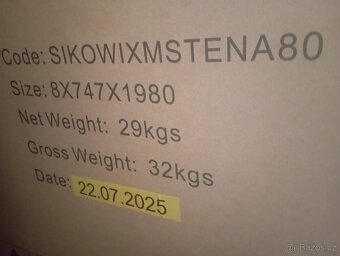 Code: SIKOWIXMSTENA80
Size: 8X747X1980
Net Weight: 29kgs
Gross Weight: 32kgs
Date: 22.07.2025
© Bazos.cz